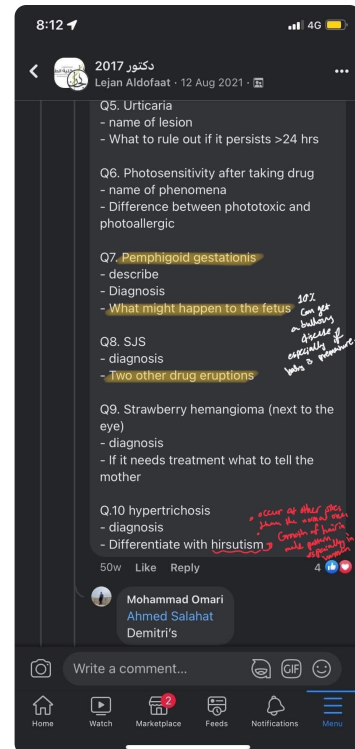 8:12
4G
دكتور 2017
Lejan Aldofaat · 12 Aug 2021 ·
Q5. Urticaria
- name of lesion
- What to rule out if it persists >24 hrs
Q6. Photosensitivity after taking drug
- name of phenomena
- Difference between phototoxic and
photoallergic
Q7. Pemphigoid gestationis
- describe
- Diagnosis
- What might happen to the fetus
10%
Can get
a bullous
disease
especially if
baby is premature.
Q8. SJS
- diagnosis
- Two other drug eruptions
Q9. Strawberry hemangioma (next to the
eye)
- diagnosis
- If it needs treatment what to tell the
mother
Q.10 hypertrichosis
- diagnosis
- Differentiate with hirsutism
• occur at other sites
than the normal ones
• Growth of hair in
male pattern
especially in
women
50w Like Reply
4
Mohammad Omari
Ahmed Salahat
Demitri's
Write a comment...
GIF
2
Home
Watch
Marketplace
Feeds
Notifications
Menu